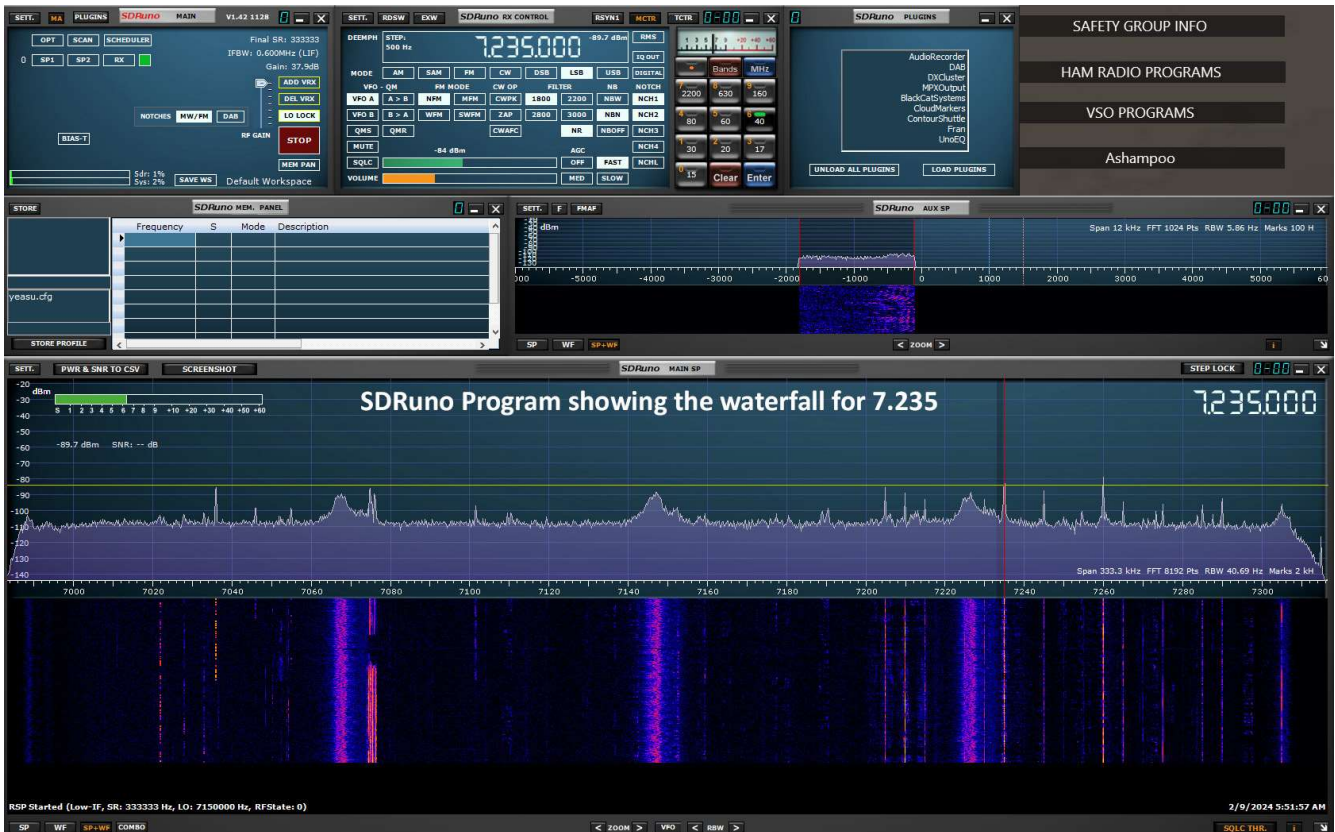 SETT. MA PLUGINS SDRuno MAIN V1.42 1128
OPT SCAN SCHEDULER
Final SR: 333333
0 SP1 SP2 RX
IFBW: 0.600MHz (LIF)
Gain: 37.9dB
ADD VRX
DEL VRX
NOTCHES MW/FM DAB LO LOCK
BIAS-T
RF GAIN STOP
MEM PAN
Sdr: 1%
Sys: 2% SAVE WS Default Workspace
SETT. RDSW EXW SDRuno RX CONTROL RSYN1 MCTR TCTR 0-00
DEEMPH STEP: 7.235.000 -89.7 dBm RMS
500 Hz IQ OUT
MODE AM SAM FM CW DSB LSB USB DIGITAL
VFO - QM FM MODE CW OP FILTER NB NOTCH
VFO A A > B NFM MFM CWPK 1800 2200 NBW NCH1
VFO B B > A WFM SWFM ZAP 2800 3000 NBN NCH2
QMS QMR CWAFC NR NBOFF NCH3
MUTE -84 dBm AGC NCH4
SQLC OFF FAST NCHL
VOLUME MED SLOW
Bands MHz
2200 630 160
80 60 40
30 20 17
15 Clear Enter
SDRuno PLUGINS
AudioRecorder
DAB
DXCluster
MPXOutput
BlackCatSystems
CloudMarkers
ContourShuttle
Fran
UnoEQ
UNLOAD ALL PLUGINS LOAD PLUGINS
SAFETY GROUP INFO
HAM RADIO PROGRAMS
VSO PROGRAMS
Ashampoo
STORE SDRuno MEM. PANEL
Frequency S Mode Description
yeasu.cfg
STORE PROFILE
SETT. F FMAF SDRuno AUX SP 0-00
dBm Span 12 kHz FFT 1024 Pts RBW 5.86 Hz Marks 100 H
-5000 -4000 -3000 -2000 -1000 0 1000 2000 3000 4000 5000 60
SP WF SP+WF < ZOOM > i
SETT. PWR & SNR TO CSV SCREENSHOT SDRuno MAIN SP STEP LOCK 0-00
-20
dBm
-30
S 1 2 3 4 5 6 7 8 9 +10 +20 +30 +40 +50 +60
SDRuno Program showing the waterfall for 7.235
7.235.000
-40
-50
-60
-89.7 dBm SNR: -- dB
-70
-80
-90
-100
-110
-120
-130
-140
Span 333.3 kHz FFT 8192 Pts RBW 40.69 Hz Marks 2 kH
7000 7020 7040 7060 7080 7100 7120 7140 7160 7180 7200 7220 7240 7260 7280 7300
RSP Started (Low-IF, SR: 333333 Hz, LO: 7150000 Hz, RFState: 0)
2/9/2024 5:51:57 AM
SP WF SP+WF COMBO < ZOOM > VFO < RBW > SQLC THR. i